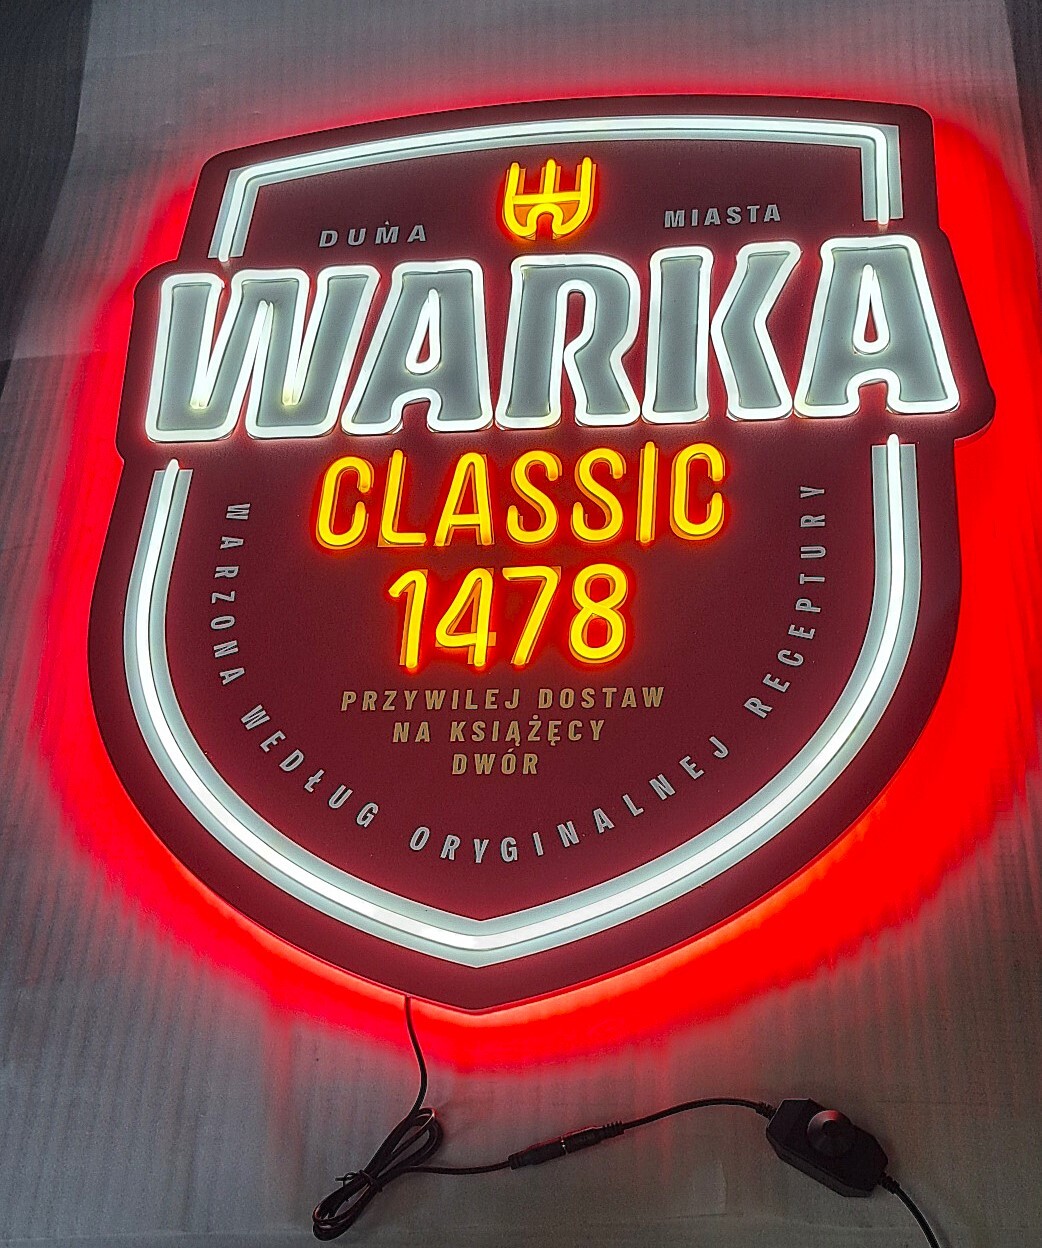 DUMA MIASTA
WARKA
CLASSIC
1478
PRZYWILEJ DOSTAW
NA KSIĄŻĘCY
DWÓR
WARZONA WEDŁUG ORYGINALNEJ RECEPTURY